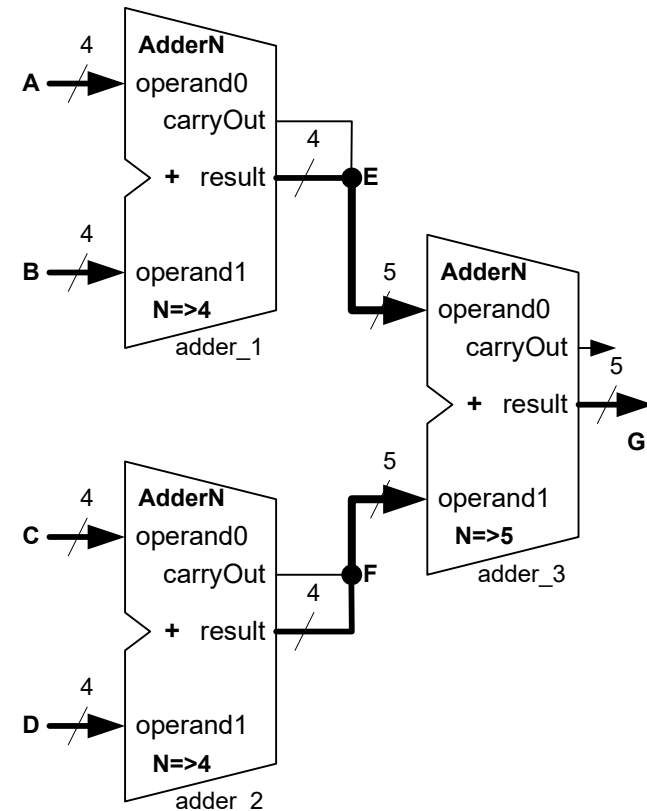 4
AdderN
A
operand0
carryOut
4
+ result
E
4
B
operand1
N=>4
adder_1
5
AdderN
operand0
carryOut
5
+ result
G
5
operand1
N=>5
adder_3
4
AdderN
C
operand0
carryOut
F
4
+ result
4
D
operand1
N=>4
adder_2